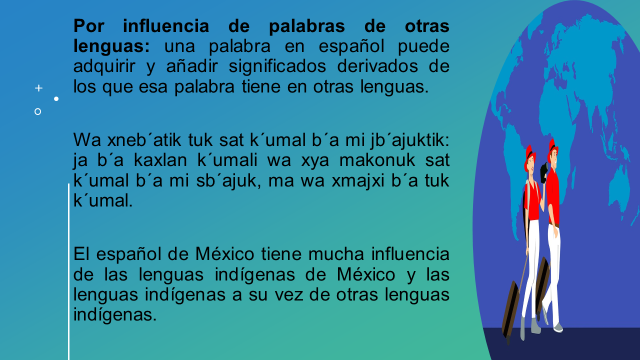 Por influencia de palabras de otras
lenguas: una palabra en español puede
adquirir y añadir significados derivados de
los que esa palabra tiene en otras lenguas.
Wa xneb´atik tuk sat k´umal b´a mi jb´ajuktik:
ja b´a kaxlan k´umali wa xya makonuk sat
k´umal b´a mi sb´ajuk, ma wa xmajxi b´a tuk
k´umal.
El español de México tiene mucha influencia
de las lenguas indígenas de México y las
lenguas indígenas a su vez de otras lenguas
indígenas.